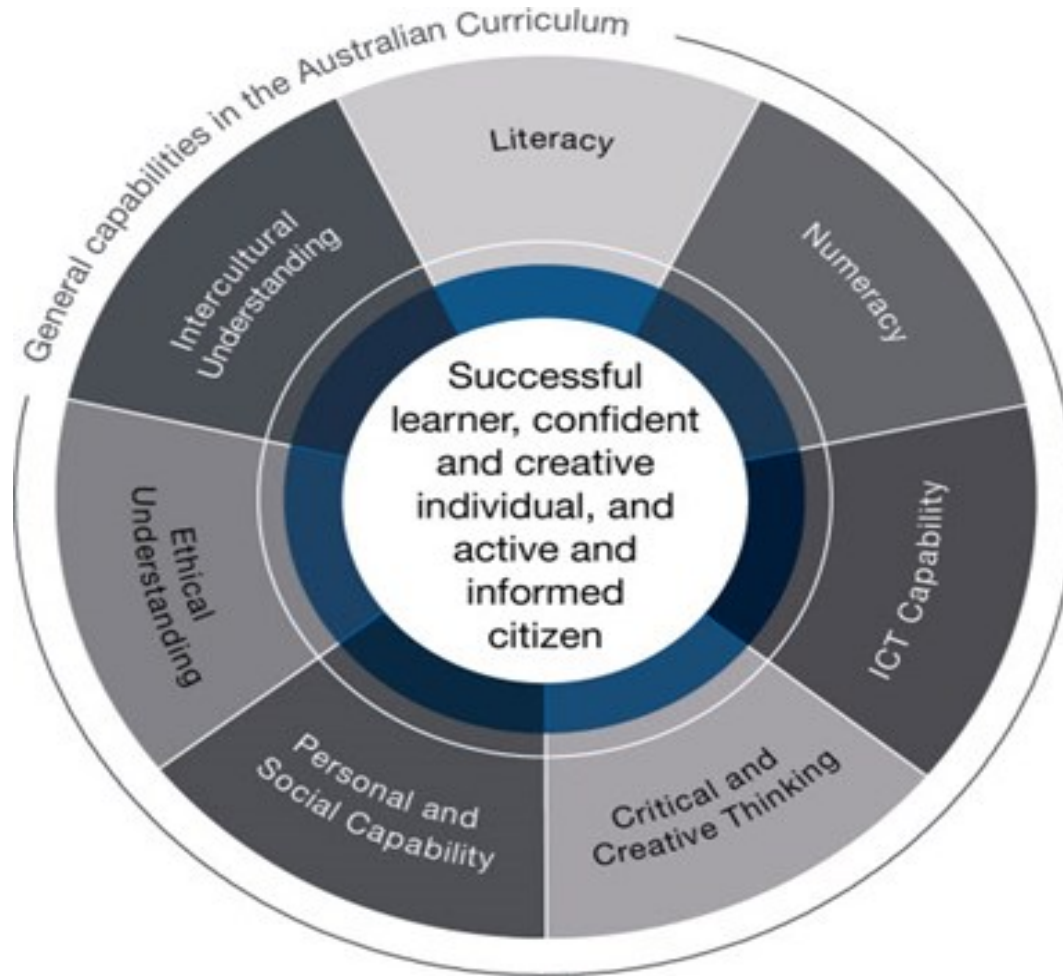 General capabilities in the Australian Curriculum
Literacy
Numeracy
ICT Capability
Critical and
Creative Thinking
Personal and
Social Capability
Ethical
Understanding
Intercultural
Understanding
Successful
learner, confident
and creative
individual, and
active and
informed
citizen